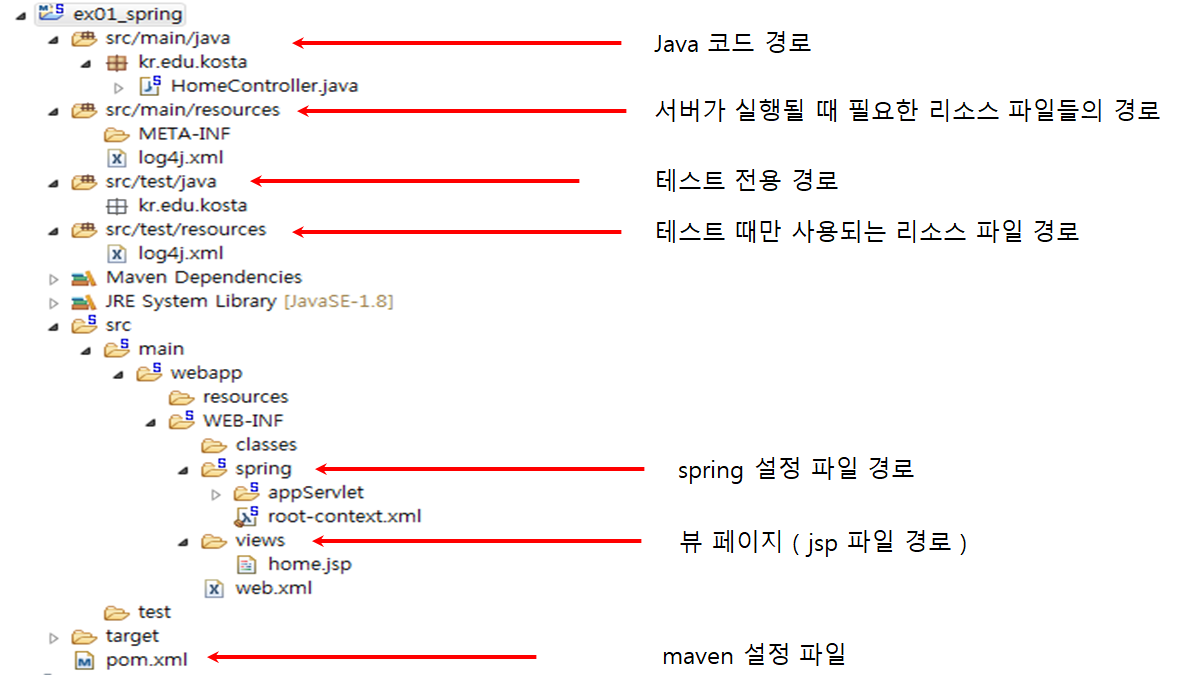 ex01_spring
src/main/java Java 코드 경로
kr.edu.kosta
HomeController.java
src/main/resources 서버가 실행될 때 필요한 리소스 파일들의 경로
META-INF
log4j.xml
src/test/java 테스트 전용 경로
kr.edu.kosta
src/test/resources 테스트 때만 사용되는 리소스 파일 경로
log4j.xml
Maven Dependencies
JRE System Library [JavaSE-1.8]
src
main
webapp
resources
WEB-INF
classes
spring spring 설정 파일 경로
appServlet
root-context.xml
views 뷰 페이지 ( jsp 파일 경로 )
home.jsp
web.xml
test
target
pom.xml maven 설정 파일